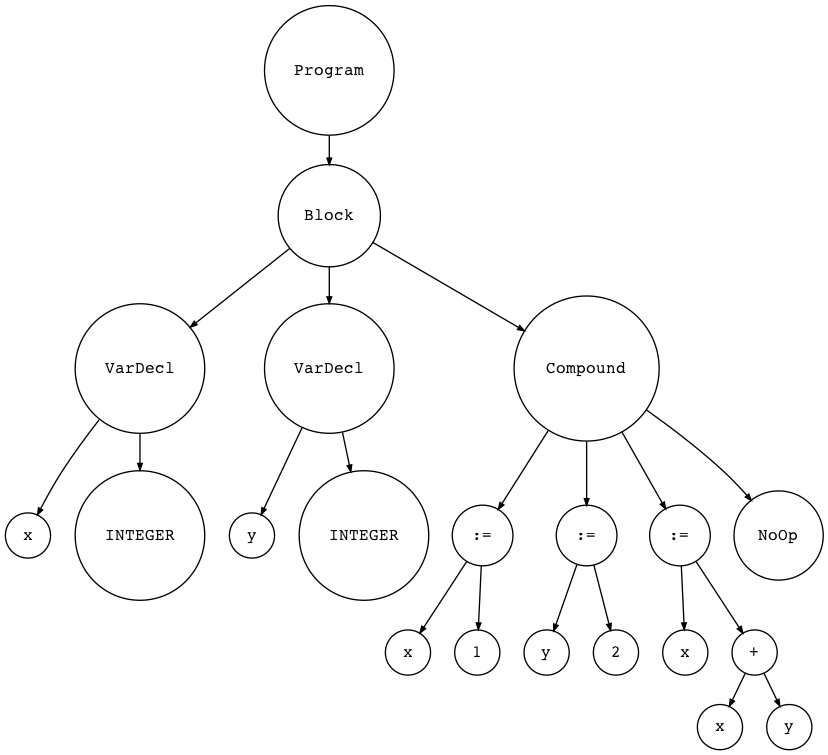 Program
Block
VarDecl
VarDecl
Compound
x
INTEGER
y
INTEGER
:=
:=
:=
NoOp
x
1
y
2
x
+
x
y